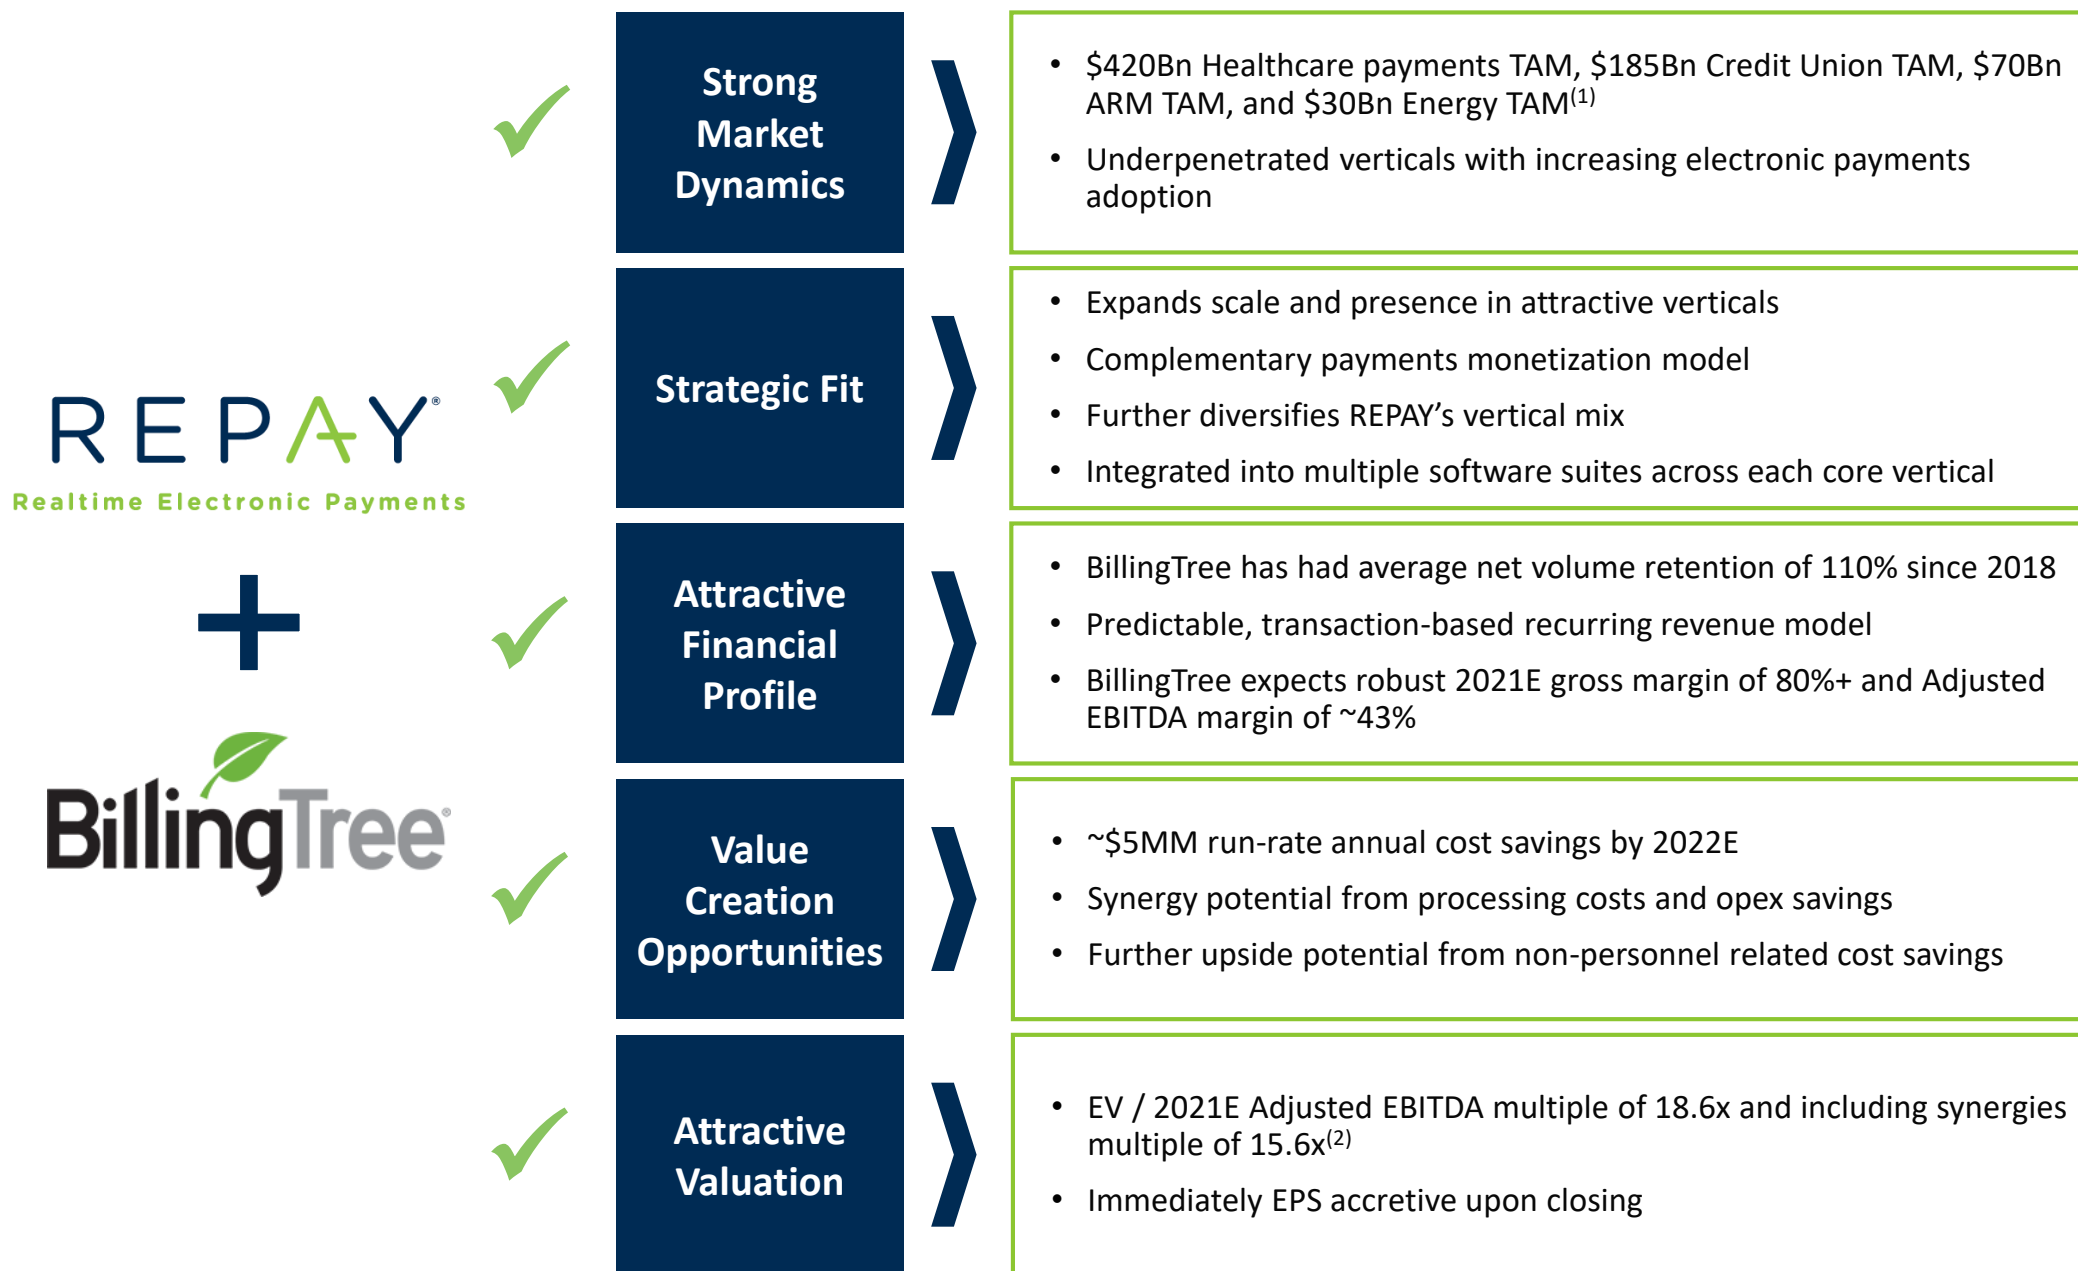 REPAY®
Realtime Electronic Payments
BillingTree®
Strong
Market
Dynamics
• $420Bn Healthcare payments TAM, $185Bn Credit Union TAM, $70Bn
ARM TAM, and $30Bn Energy TAM(1)
• Underpenetrated verticals with increasing electronic payments
adoption
Strategic Fit
• Expands scale and presence in attractive verticals
• Complementary payments monetization model
• Further diversifies REPAY’s vertical mix
• Integrated into multiple software suites across each core vertical
Attractive
Financial
Profile
• BillingTree has had average net volume retention of 110% since 2018
• Predictable, transaction-based recurring revenue model
• BillingTree expects robust 2021E gross margin of 80%+ and Adjusted
EBITDA margin of ~43%
Value
Creation
Opportunities
• ~$5MM run-rate annual cost savings by 2022E
• Synergy potential from processing costs and opex savings
• Further upside potential from non-personnel related cost savings
Attractive
Valuation
• EV / 2021E Adjusted EBITDA multiple of 18.6x and including synergies
multiple of 15.6x(2)
• Immediately EPS accretive upon closing